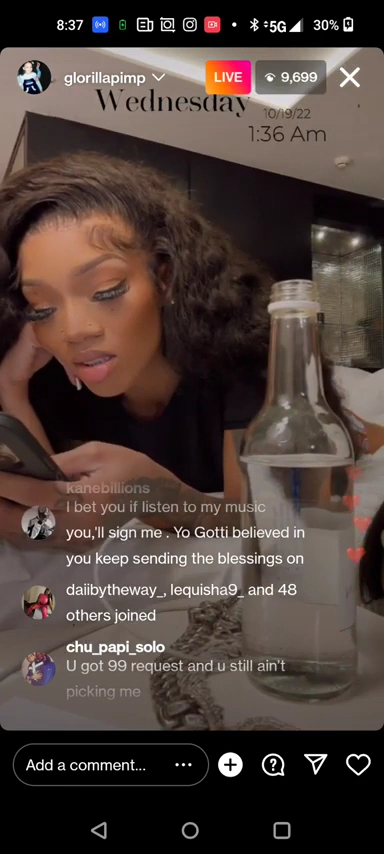 8:37
5G
30%
glorillapimp
LIVE
9,699
Wednesday
10/19/22
1:36 Am
kanebillions
I bet you if listen to my music
you,'ll sign me . Yo Gotti believed in
you keep sending the blessings on
daiibytheway_, lequisha9_ and 48
others joined
chu_papi_solo
U got 99 request and u still ain't
picking me
Add a comment...